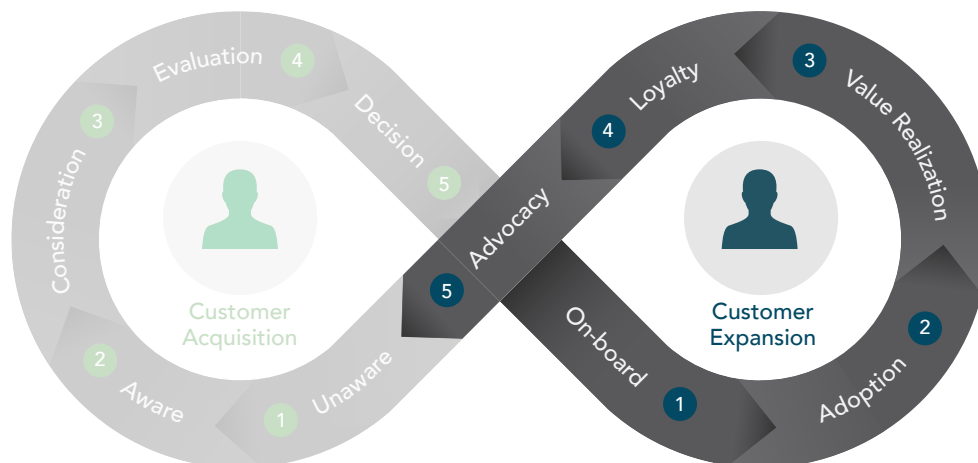 Unaware
1
Aware
2
Consideration
3
Evaluation
4
Decision
5
Customer
Acquisition
On-board
1
Adoption
2
Value Realization
3
Loyalty
4
Advocacy
5
Customer
Expansion